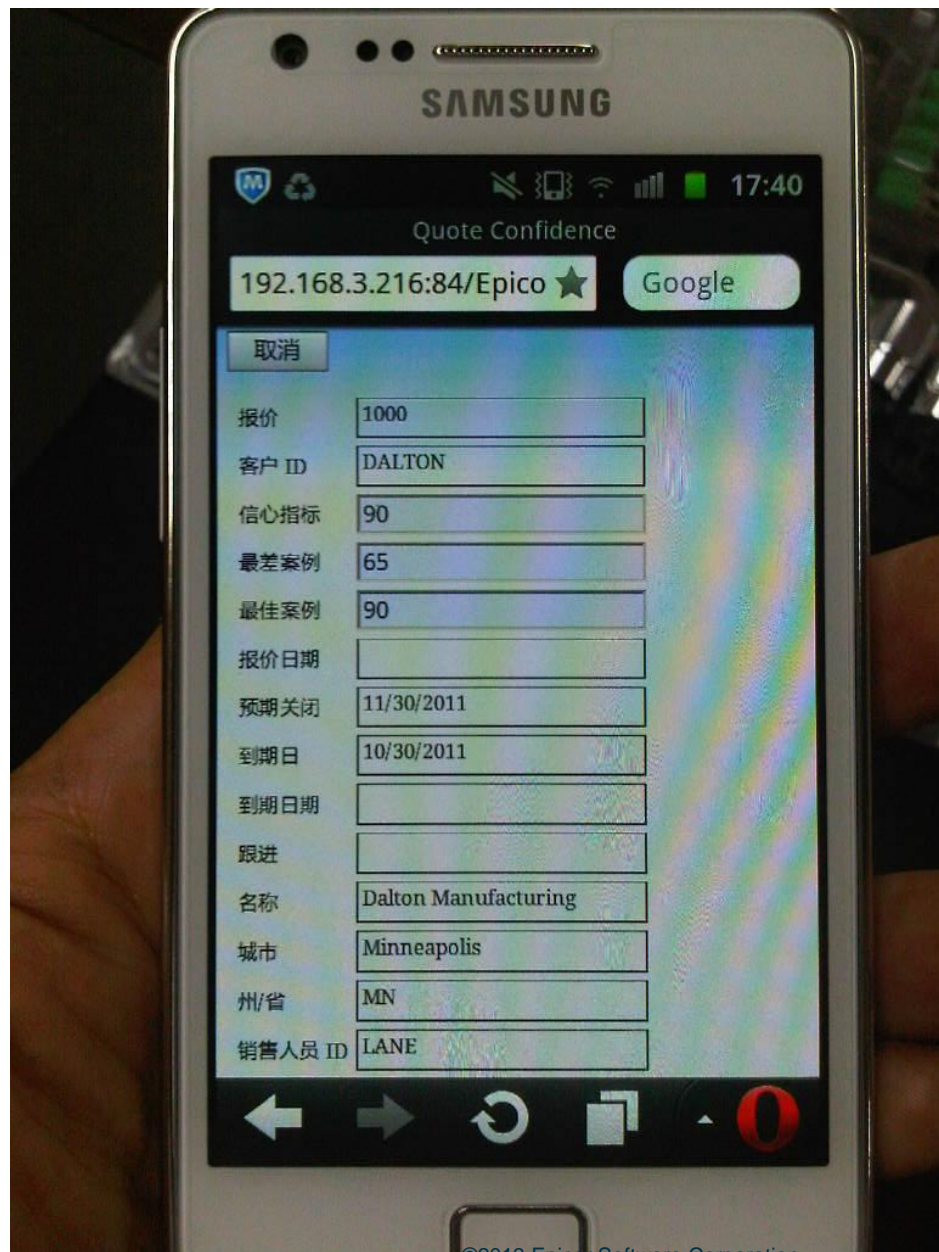 SAMSUNG
17:40
Quote Confidence
192.168.3.216:84/Epico
Google
取消
报价 1000
客户 ID DALTON
信心指标 90
最差案例 65
最佳案例 90
报价日期
预期关闭 11/30/2011
到期日 10/30/2011
到期日期
跟进
名称 Dalton Manufacturing
城市 Minneapolis
州/省 MN
销售人员 ID LANE